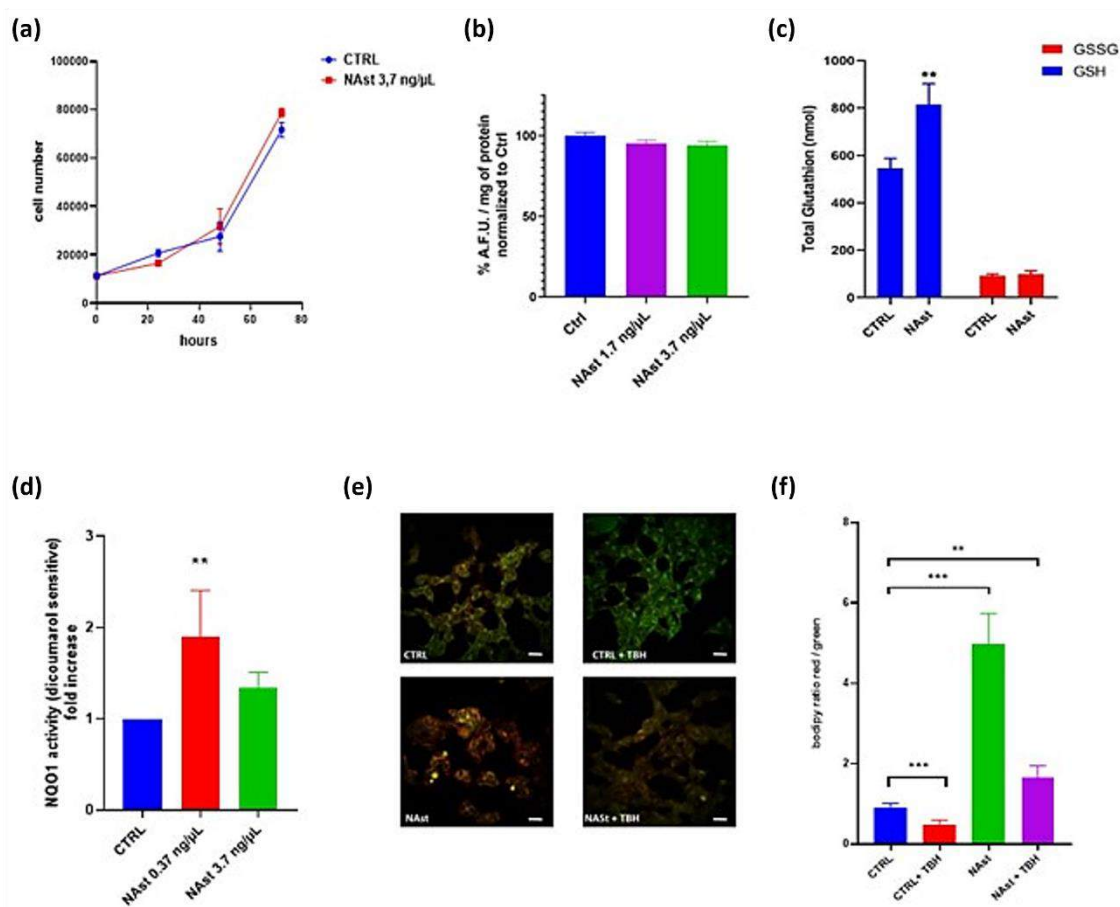 (a)
100000
80000
60000
40000
20000
0
cell number
0 20 40 60 80
hours
CTRL
NAst 3,7 ng/µL
(b)
100
50
0
% A.F.U. / mg of protein
normalized to Ctrl
Ctrl
NAst 1.7 ng/µL
NAst 3.7 ng/µL
(c)
GSSG
GSH
1000
800
600
400
200
0
Total Glutathion (nmol)
**
CTRL
NAst
CTRL
NAst
(d)
3
2
1
0
NQO1 activity (dicoumarol sensitive)
fold increase
**
CTRL
NAst 0.37 ng/µL
NAst 3.7 ng/µL
(e)
CTRL
CTRL + TBH
NAst
NASt + TBH
(f)
8
6
4
2
0
bodipy ratio red / green
**
***
***
CTRL
CTRL+ TBH
NAst
NAst + TBH